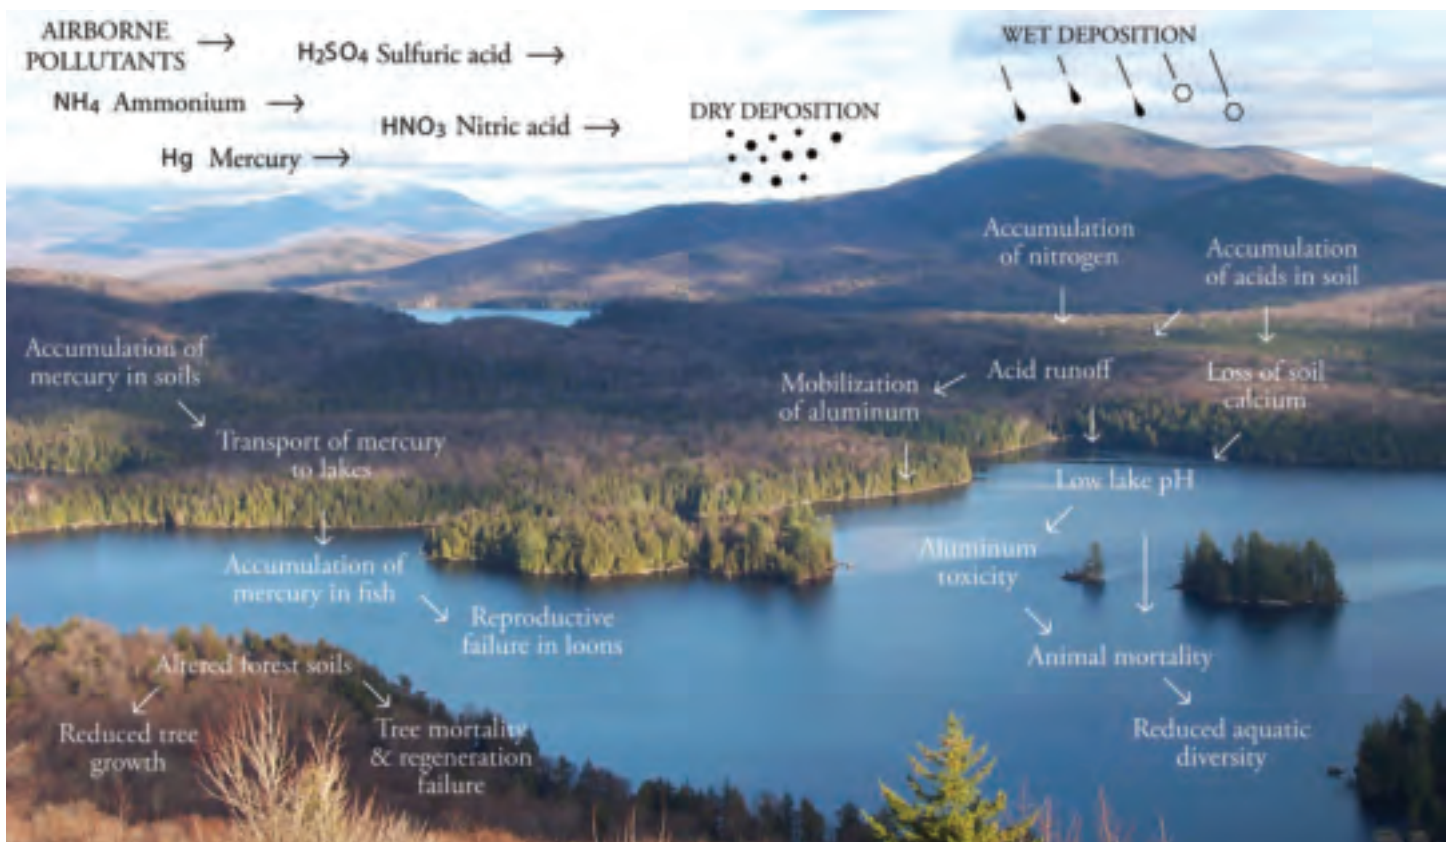 AIRBORNE
POLLUTANTS
H₂SO₄ Sulfuric acid
NH₄ Ammonium
HNO₃ Nitric acid
Hg Mercury
DRY DEPOSITION
WET DEPOSITION
Accumulation
of nitrogen
Accumulation
of acids in soil
Accumulation of
mercury in soils
Transport of mercury
to lakes
Accumulation of
mercury in fish
Reproductive
failure in loons
Mobilization
of aluminum
Acid runoff
Loss of soil
calcium
Low lake pH
Aluminum
toxicity
Animal mortality
Reduced aquatic
diversity
Altered forest soils
Reduced tree
growth
Tree mortality
& regeneration
failure